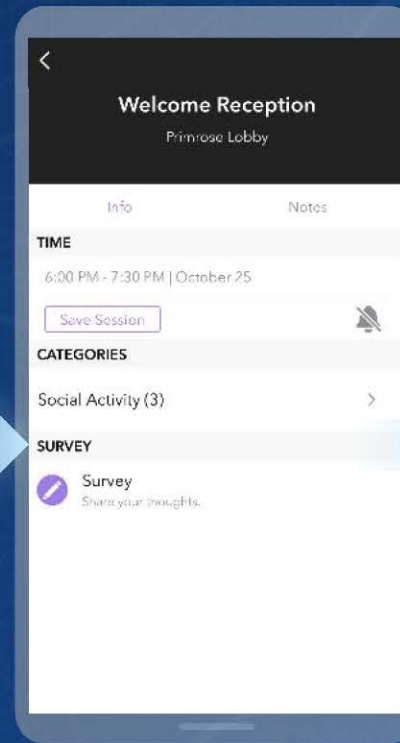 Welcome Reception
Primrose Lobby
Info Notes
TIME
6:00 PM - 7:30 PM | October 25
Save Session
CATEGORIES
Social Activity (3)
SURVEY
Survey
Share your thoughts.